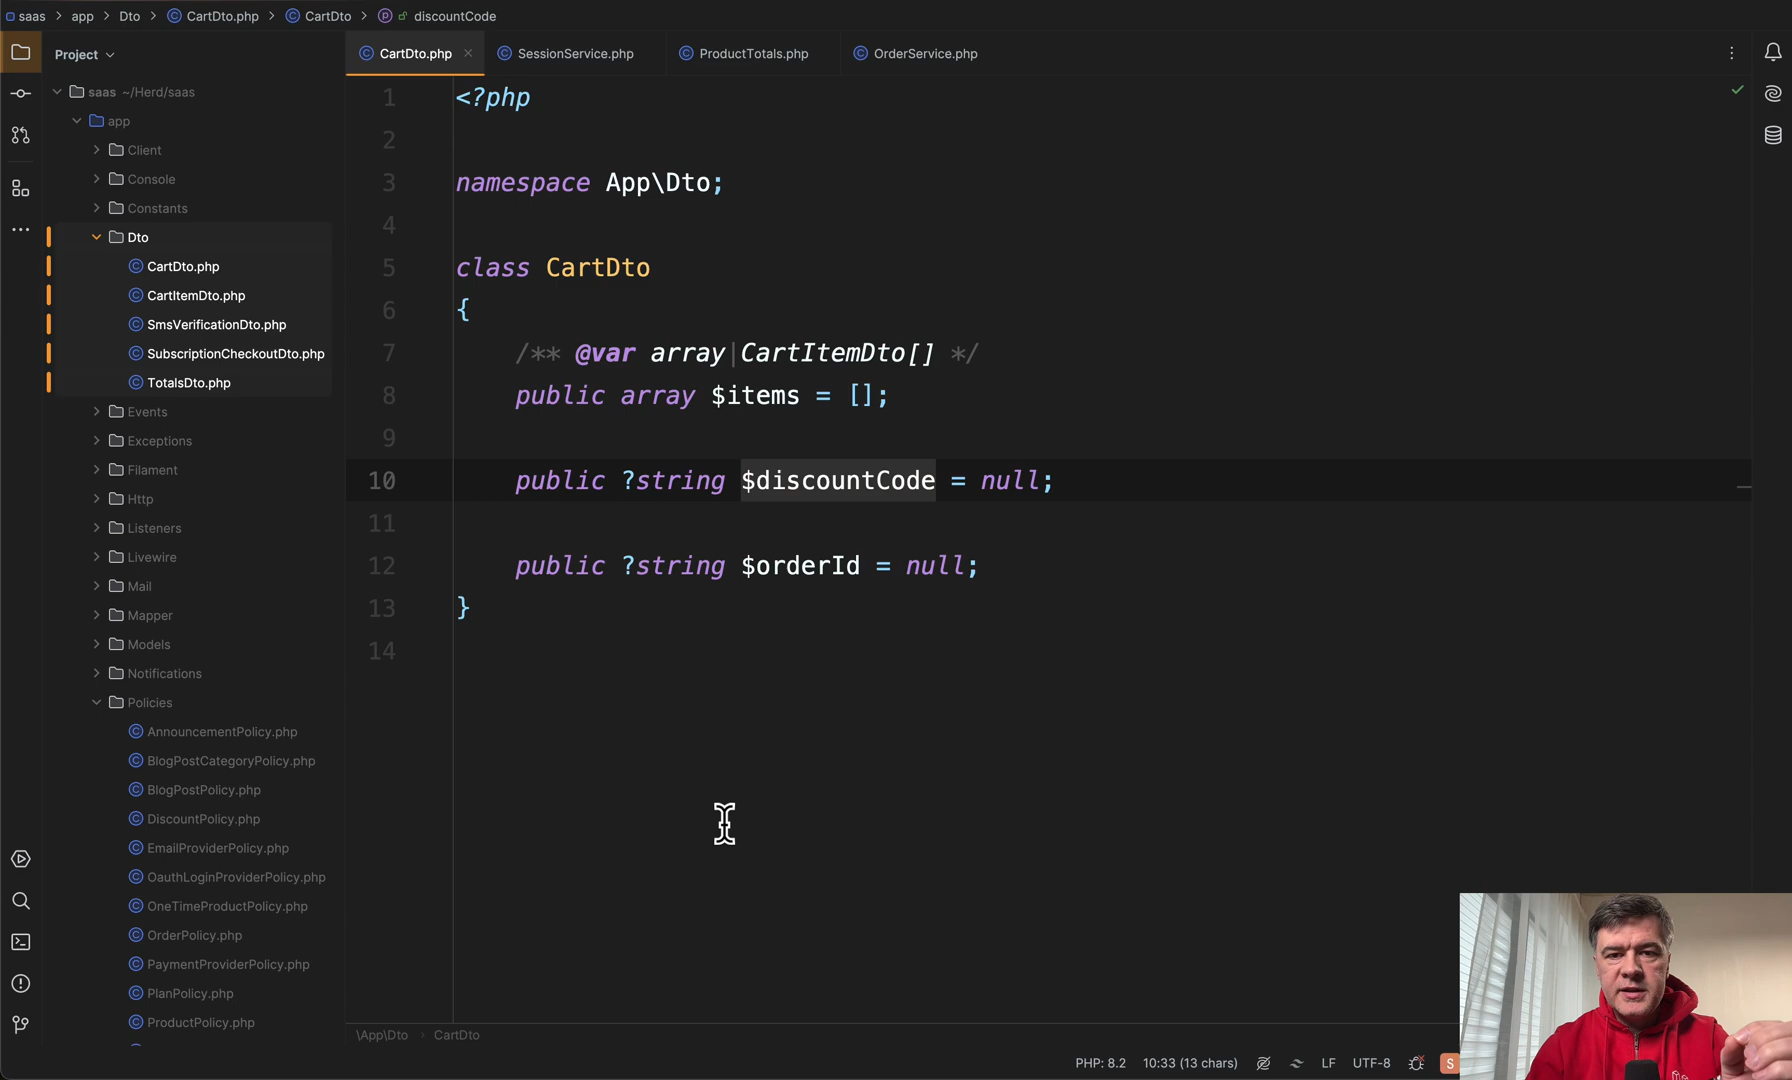 saas > app > Dto > CartDto.php > CartDto > discountCode
Project
CartDto.php
SessionService.php
ProductTotals.php
OrderService.php
saas ~/Herd/saas
app
Client
Console
Constants
Dto
CartDto.php
CartItemDto.php
SmsVerificationDto.php
SubscriptionCheckoutDto.php
TotalsDto.php
Events
Exceptions
Filament
Http
Listeners
Livewire
Mail
Mapper
Models
Notifications
Policies
AnnouncementPolicy.php
BlogPostCategoryPolicy.php
BlogPostPolicy.php
DiscountPolicy.php
EmailProviderPolicy.php
OauthLoginProviderPolicy.php
OneTimeProductPolicy.php
OrderPolicy.php
PaymentProviderPolicy.php
PlanPolicy.php
ProductPolicy.php
1 <?php
2
3 namespace App\Dto;
4
5 class CartDto
6 {
7 /** @var array|CartItemDto[] */
8 public array $items = [];
9
10 public ?string $discountCode = null;
11
12 public ?string $orderId = null;
13 }
14
\App\Dto > CartDto
PHP: 8.2 10:33 (13 chars) LF UTF-8 S